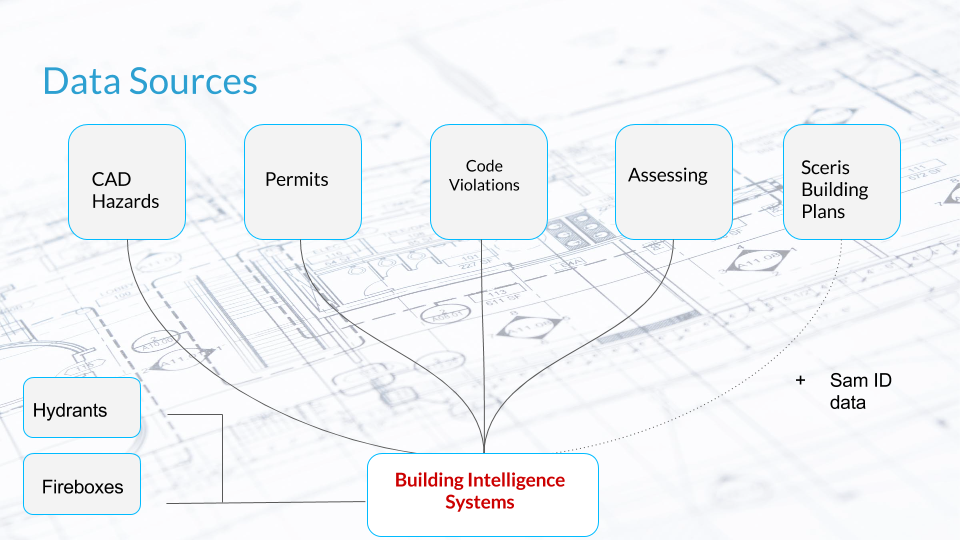 Data Sources
CAD
Hazards
Permits
Code
Violations
Assessing
Sceris
Building
Plans
+ Sam ID
data
Hydrants
Fireboxes
Building Intelligence
Systems